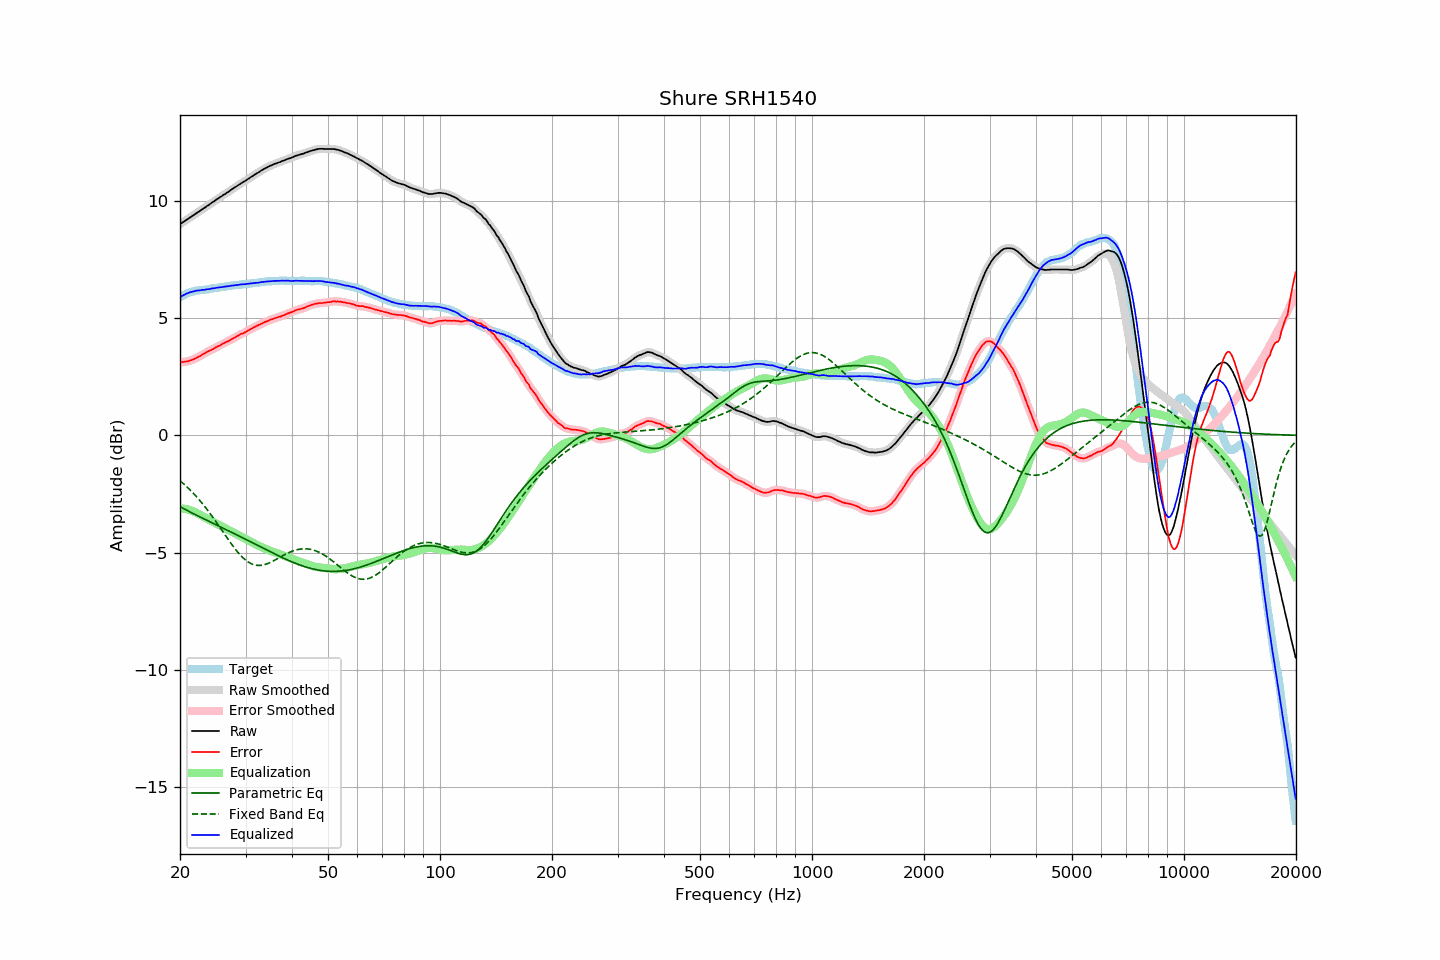 Shure SRH1540
Amplitude (dBr)
10
5
0
−5
−10
−15
Target
Raw Smoothed
Error Smoothed
Raw
Error
Equalization
Parametric Eq
Fixed Band Eq
Equalized
20 50 100 200 500 1000 2000 5000 10000 20000
Frequency (Hz)